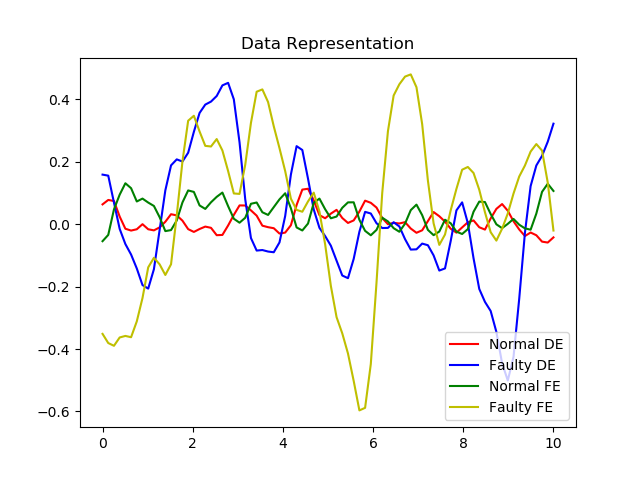 Data Representation
0.4
0.2
0.0
−0.2
−0.4
−0.6
0 2 4 6 8 10
Normal DE
Faulty DE
Normal FE
Faulty FE